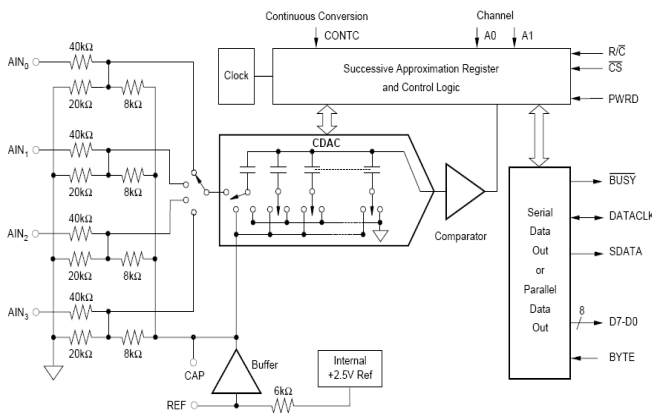 Continuous Conversion
Channel
CONTC
A0
A1
40kΩ
AIN0
20kΩ
8kΩ
Clock
Successive Approximation Register
and Control Logic
R/C̅
C̅S̅
PWRD
40kΩ
AIN1
20kΩ
8kΩ
CDAC
Comparator
40kΩ
AIN2
20kΩ
8kΩ
Serial
Data
Out
or
Parallel
Data
Out
B̅U̅S̅Y̅
DATACLK
SDATA
8
D7-D0
BYTE
40kΩ
AIN3
20kΩ
8kΩ
CAP
Buffer
Internal
+2.5V Ref
6kΩ
REF